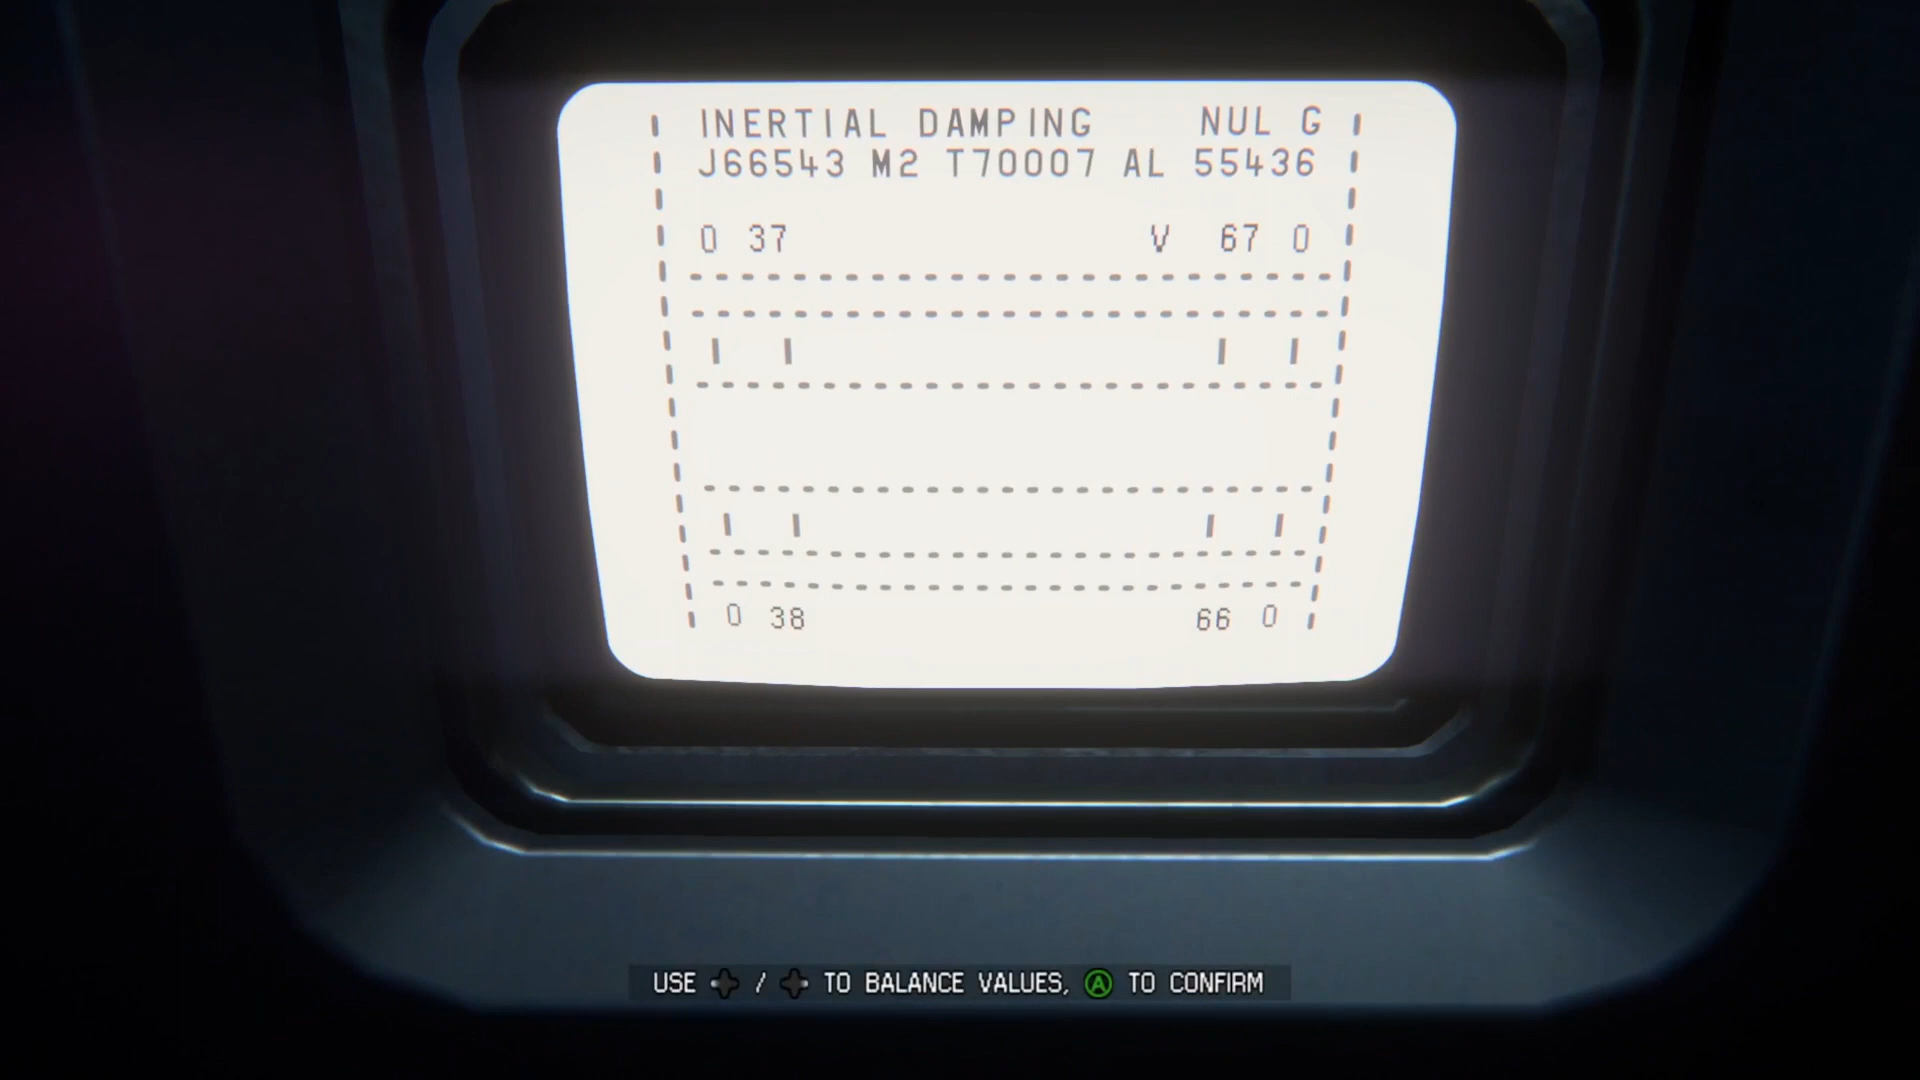 INERTIAL DAMPING NUL G
J66543 M2 T70007 AL 55436
0 37 V 67 0
0 38 66 0
USE / TO BALANCE VALUES, A TO CONFIRM